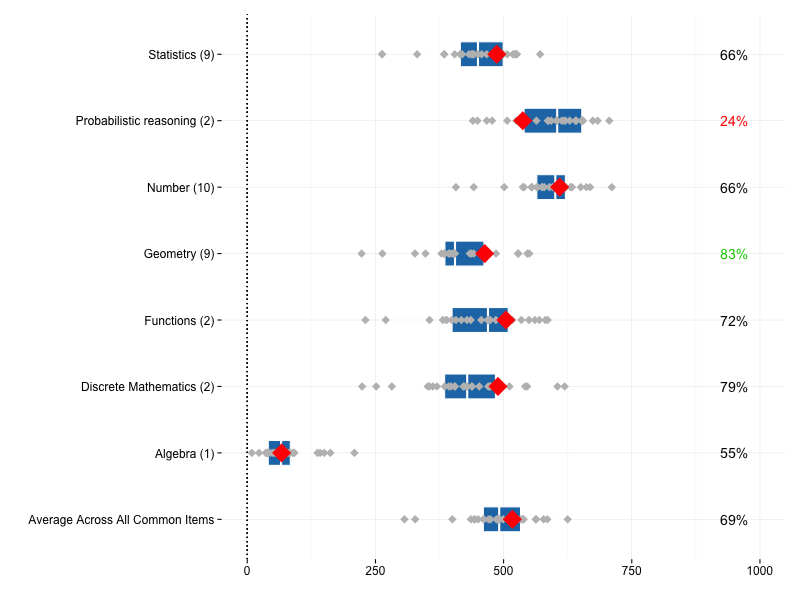 Statistics (9) 66%
Probabilistic reasoning (2) 24%
Number (10) 66%
Geometry (9) 83%
Functions (2) 72%
Discrete Mathematics (2) 79%
Algebra (1) 55%
Average Across All Common Items 69%
0 250 500 750 1000